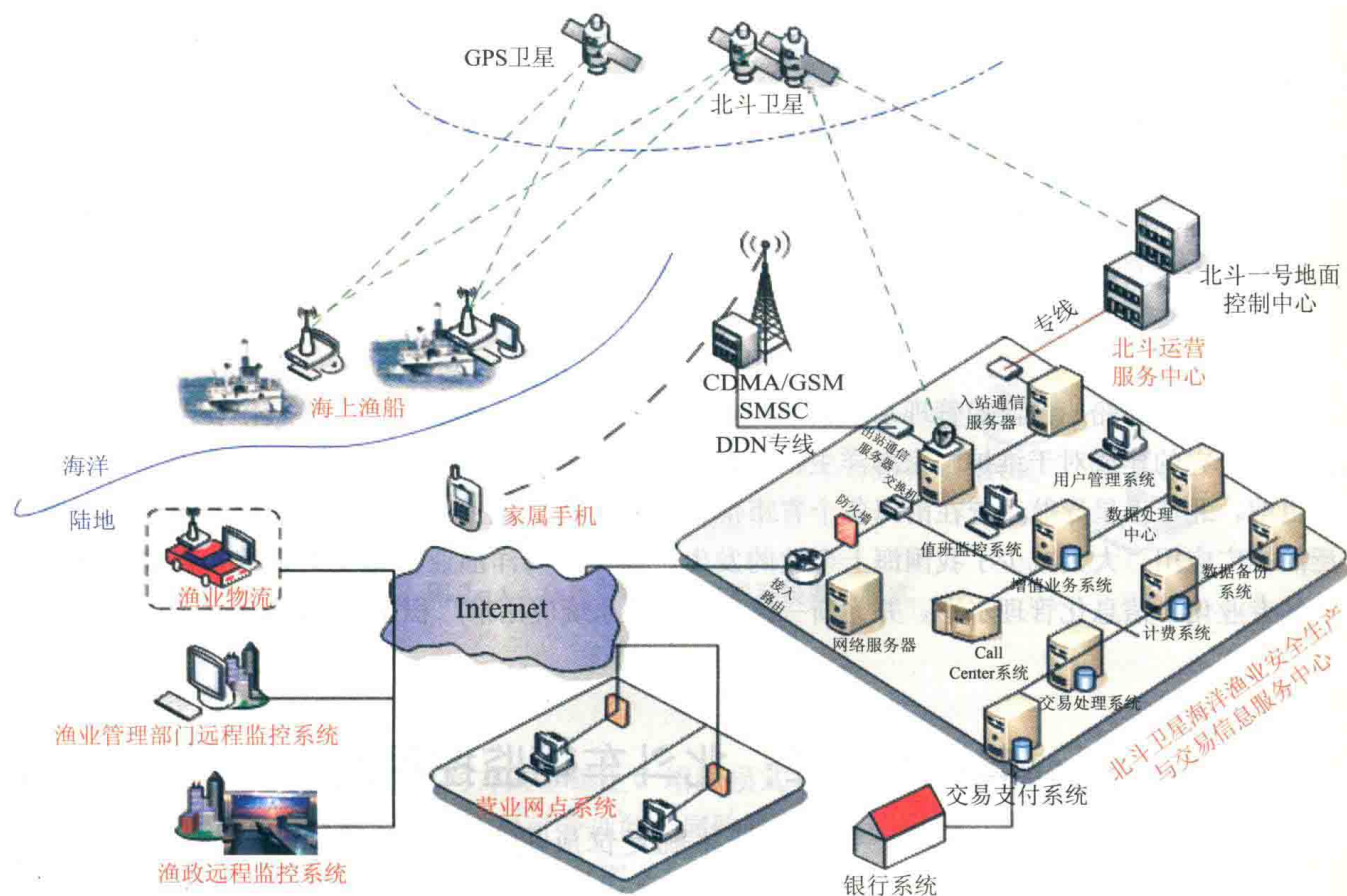 GPS卫星
北斗卫星
北斗一号地面
控制中心
专线
北斗运营
服务中心
CDMA/GSM
SMSC
DDN专线
海上渔船
海洋
陆地
家属手机
入站通信
服务器
出站通信
服务器
交换机
用户管理系统
防火墙
值班监控系统
数据处理
中心
接入
路由
增值业务系统
数据备份
系统
网络服务器
Call
Center系统
计费系统
交易处理系统
北斗卫星海洋渔业安全生产
与交易信息服务中心
渔业物流
Internet
渔业管理部门远程监控系统
营业网点系统
交易支付系统
渔政远程监控系统
银行系统